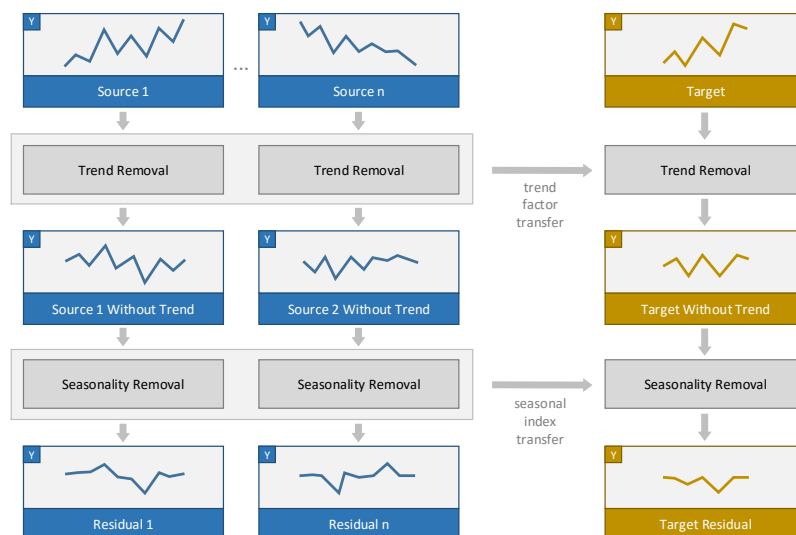 Y
Y
Y
...
Source 1
Source n
Target
Trend Removal
Trend Removal
Trend Removal
trend
factor
transfer
Y
Y
Y
Source 1 Without Trend
Source 2 Without Trend
Target Without Trend
Seasonality Removal
Seasonality Removal
Seasonality Removal
seasonal
index
transfer
Y
Y
Y
Residual 1
Residual n
Target Residual